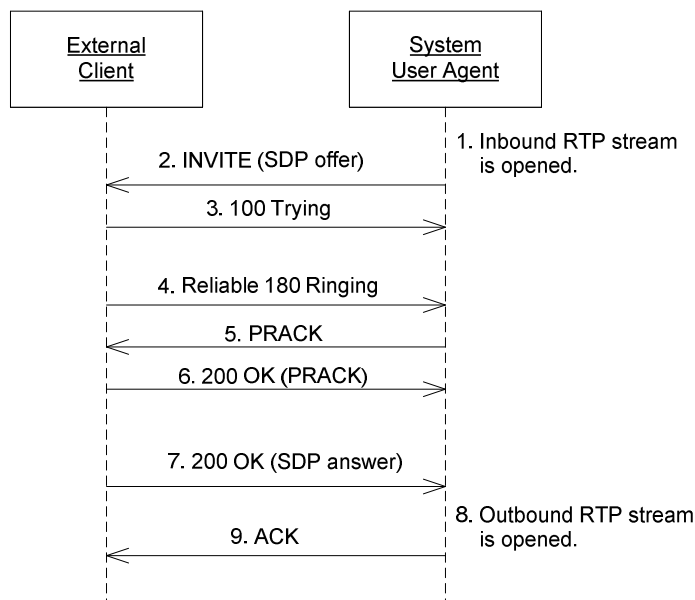 External
Client
System
User Agent
1. Inbound RTP stream
is opened.
2. INVITE (SDP offer)
3. 100 Trying
4. Reliable 180 Ringing
5. PRACK
6. 200 OK (PRACK)
7. 200 OK (SDP answer)
8. Outbound RTP stream
is opened.
9. ACK